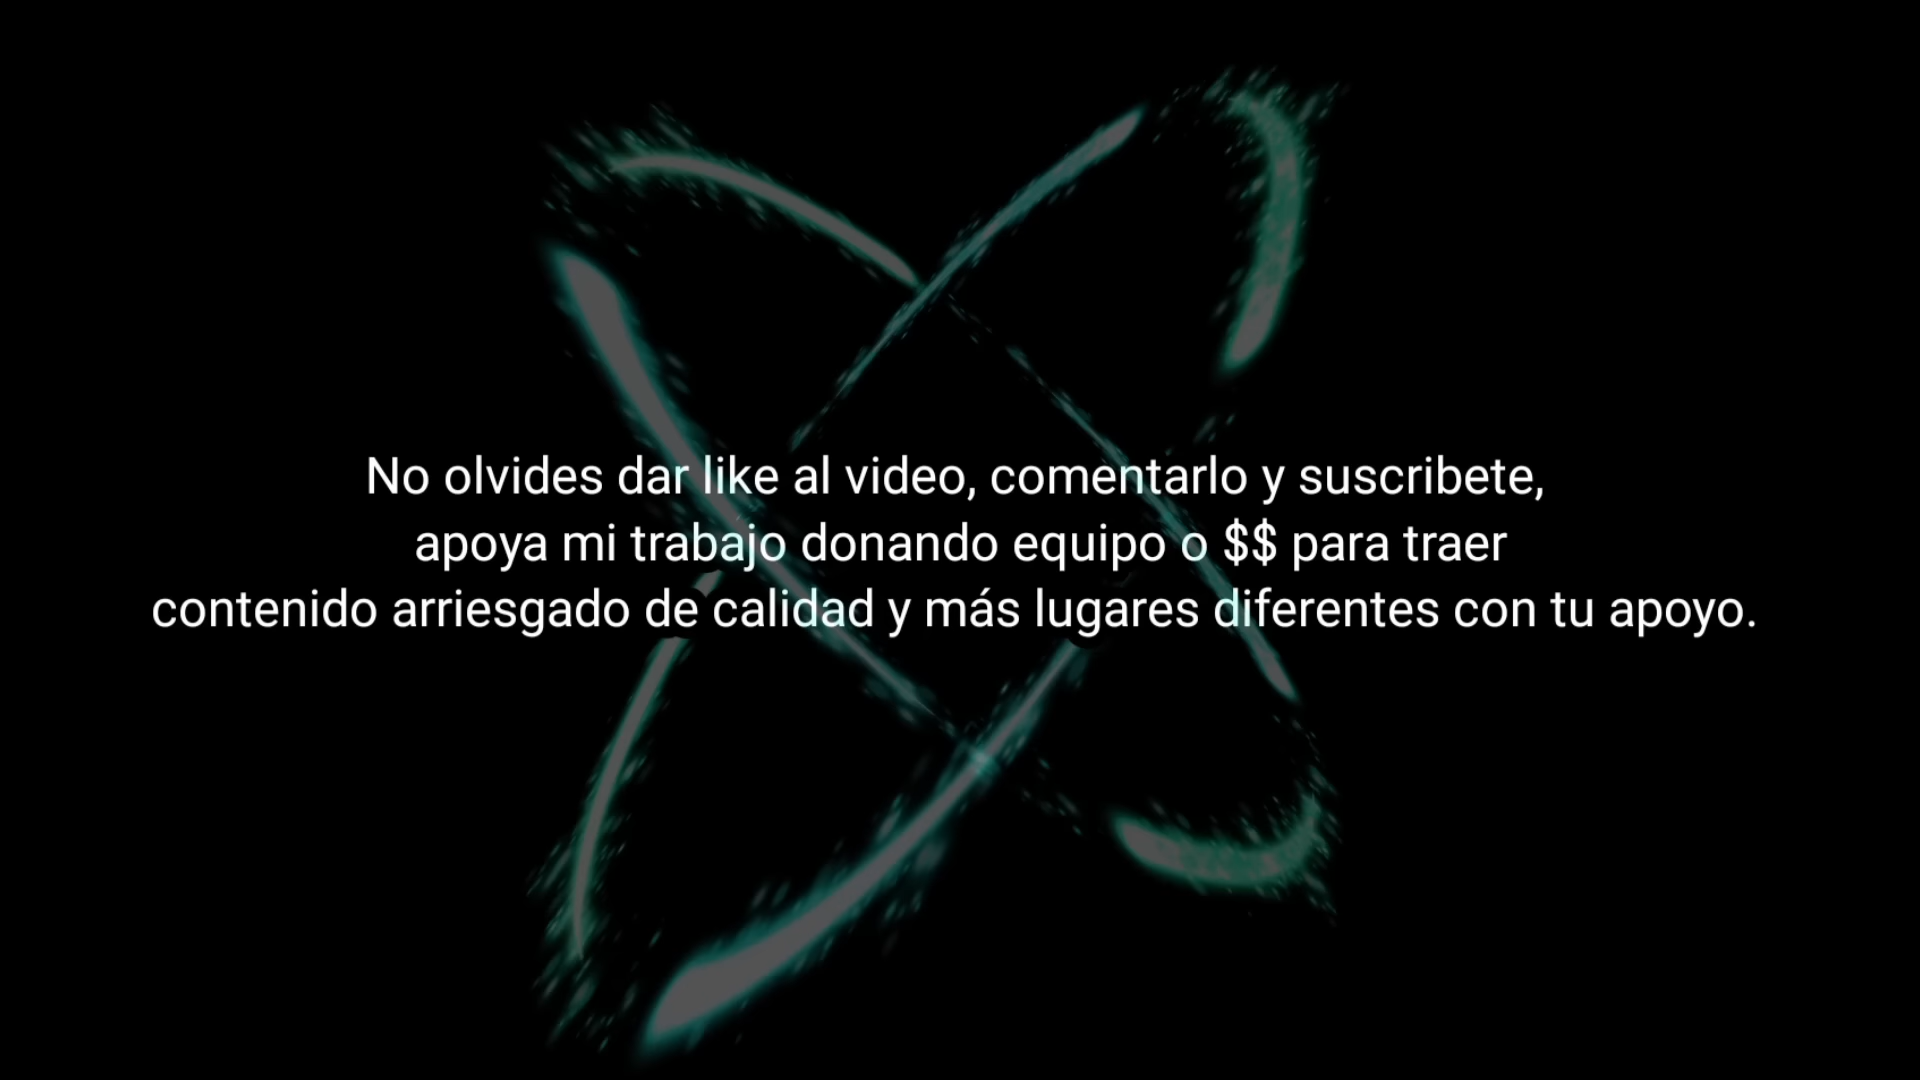 No olvides dar like al video, comentarlo y suscribete,
apoya mi trabajo donando equipo o $$ para traer
contenido arriesgado de calidad y más lugares diferentes con tu apoyo.